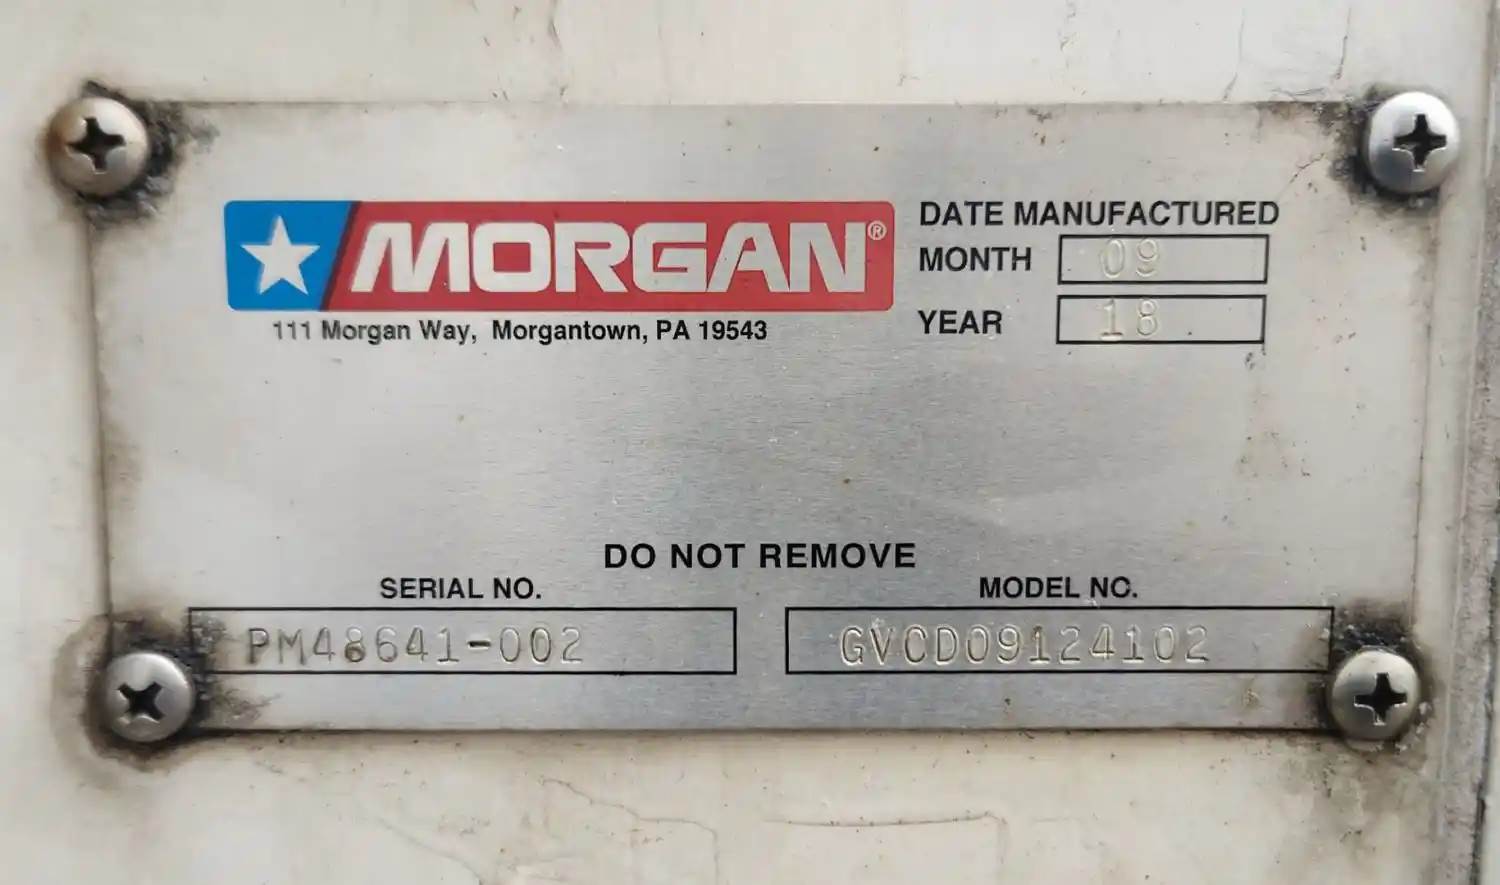 MORGAN®
111 Morgan Way, Morgantown, PA 19543
DATE MANUFACTURED
MONTH 09
YEAR 18
DO NOT REMOVE
SERIAL NO.
PM48641-002
MODEL NO.
GVCD09124102